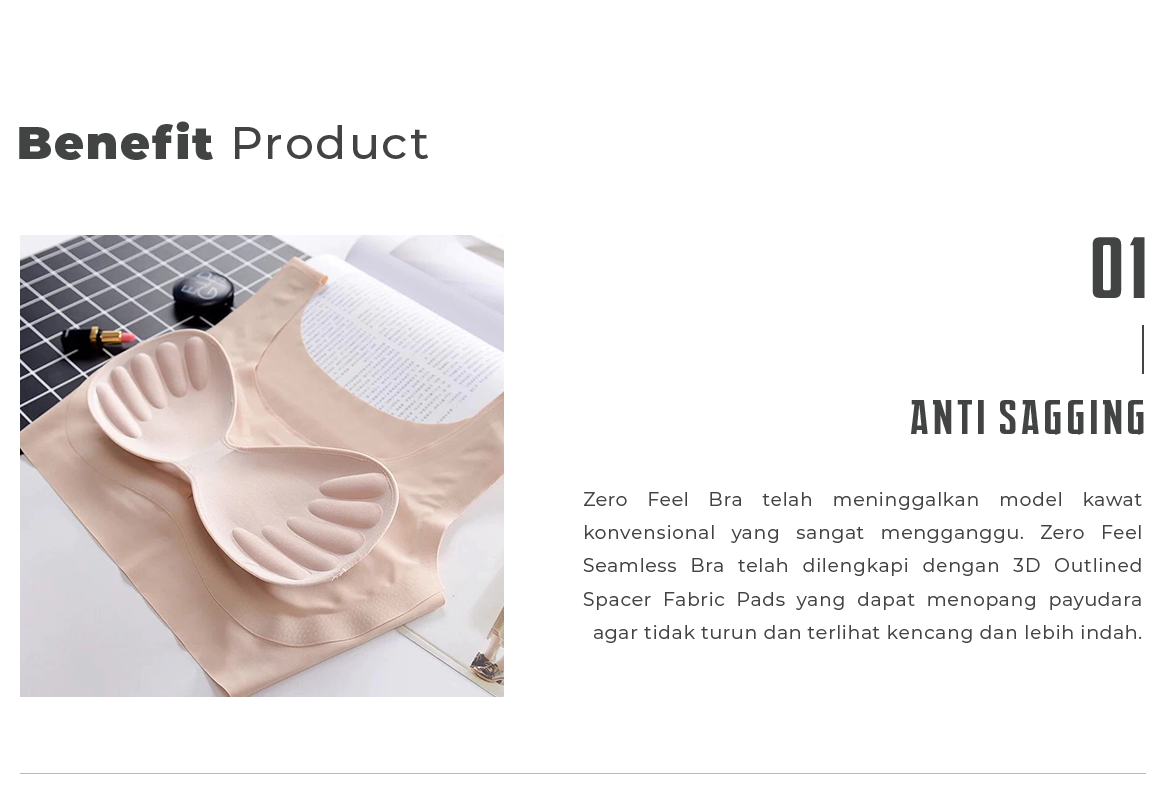 Benefit Product
01
ANTI SAGGING
Zero Feel Bra telah meninggalkan model kawat
konvensional yang sangat mengganggu. Zero Feel
Seamless Bra telah dilengkapi dengan 3D Outlined
Spacer Fabric Pads yang dapat menopang payudara
agar tidak turun dan terlihat kencang dan lebih indah.